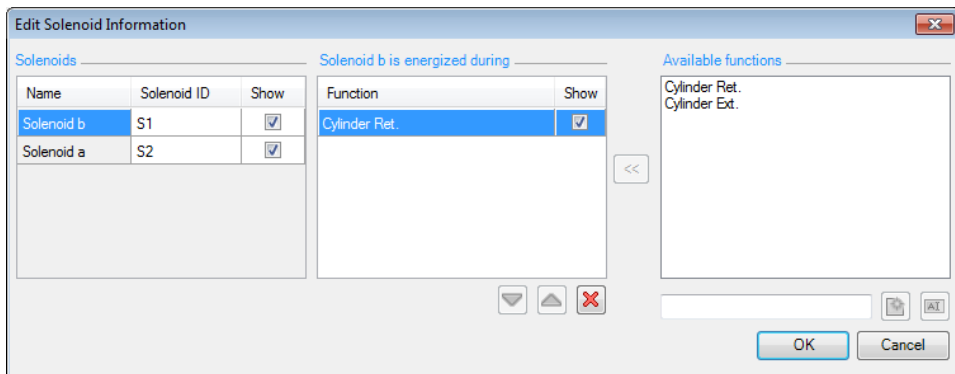 Edit Solenoid Information
Solenoids
Solenoid b is energized during
Available functions
Name Solenoid ID Show
Solenoid b S1
Solenoid a S2
Function Show
Cylinder Ret.
<<
Cylinder Ret.
Cylinder Ext.
AI
OK Cancel